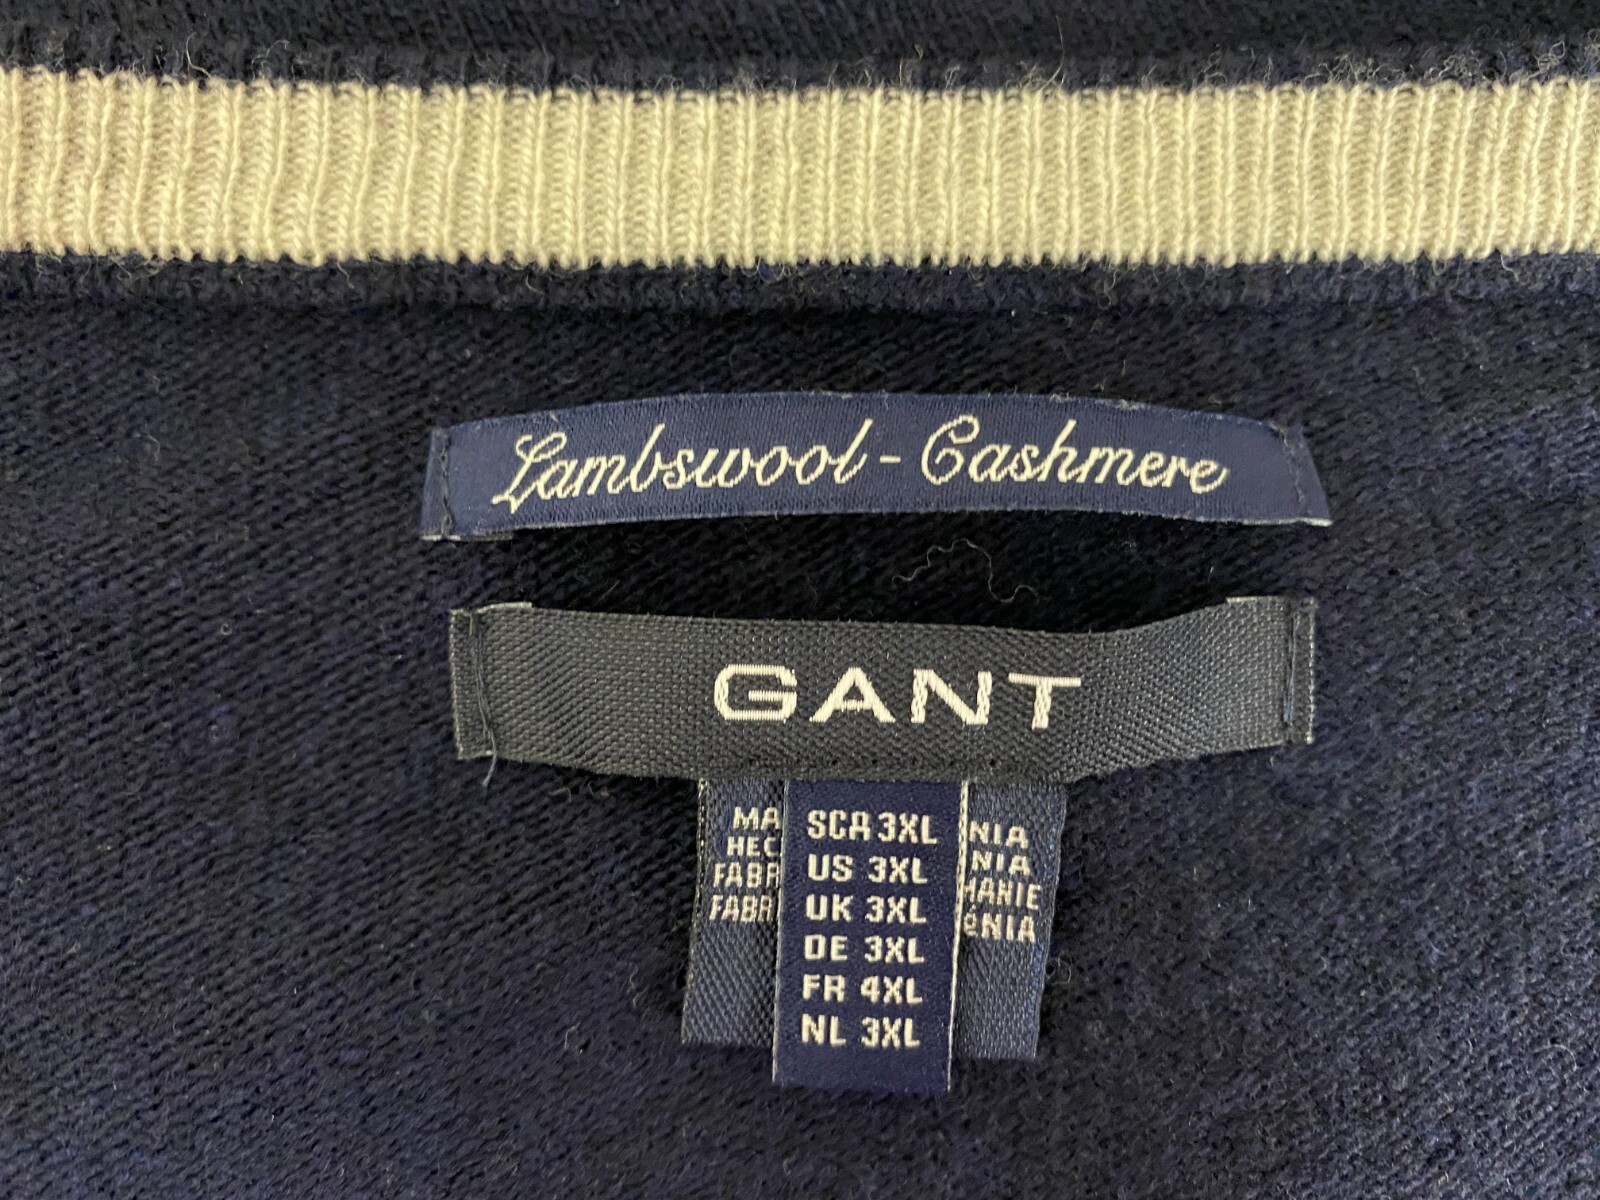 Lambswool - Cashmere
GANT
SCA 3XL
US 3XL
UK 3XL
DE 3XL
FR 4XL
NL 3XL